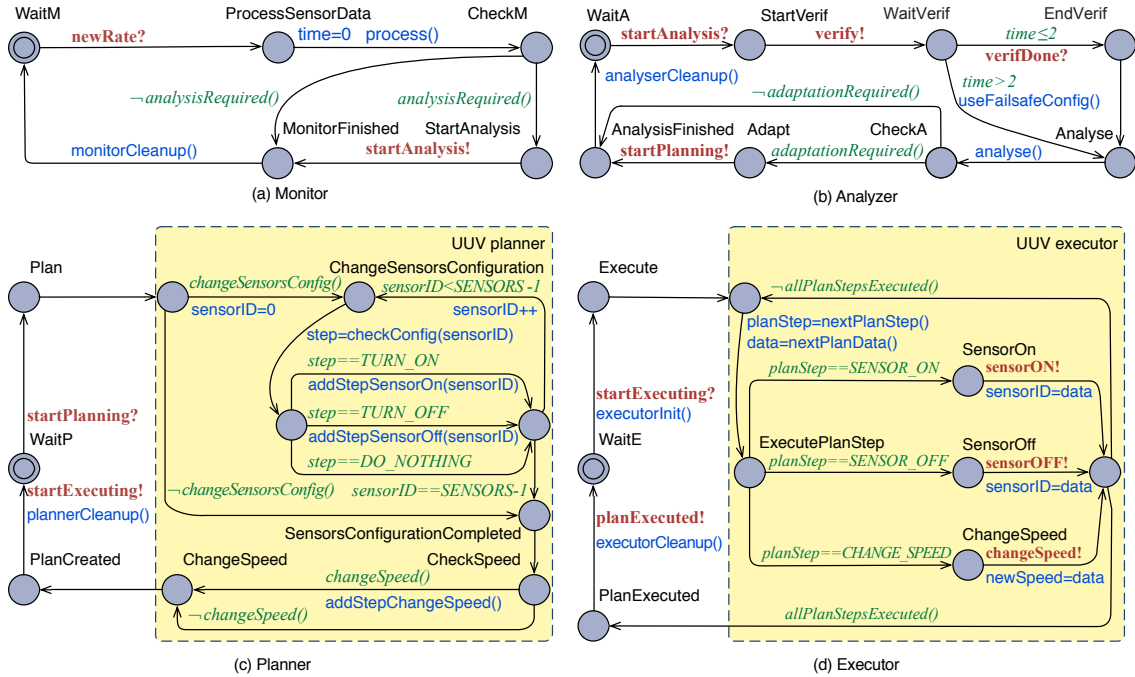 WaitM
newRate?
ProcessSensorData
time=0 process()
CheckM
¬analysisRequired()
analysisRequired()
MonitorFinished
StartAnalysis
monitorCleanup()
startAnalysis!
(a) Monitor
WaitA
startAnalysis?
StartVerif
verify!
WaitVerif
time≤2
EndVerif
verifDone?
analyserCleanup()
time>2
¬adaptationRequired()
useFailsafeConfig()
AnalysisFinished
Adapt
CheckA
Analyse
startPlanning!
adaptationRequired()
analyse()
(b) Analyzer
UUV planner
Plan
changeSensorsConfig()
ChangeSensorsConfiguration
sensorID<SENSORS-1
sensorID=0
sensorID++
step=checkConfig(sensorID)
step==TURN_ON
addStepSensorOn(sensorID)
startPlanning?
step==TURN_OFF
WaitP
addStepSensorOff(sensorID)
step==DO_NOTHING
startExecuting!
¬changeSensorsConfig()
sensorID==SENSORS-1
plannerCleanup()
SensorsConfigurationCompleted
PlanCreated
ChangeSpeed
CheckSpeed
changeSpeed()
addStepChangeSpeed()
¬changeSpeed()
(c) Planner
UUV executor
Execute
¬allPlanStepsExecuted()
planStep=nextPlanStep()
data=nextPlanData()
SensorOn
planStep==SENSOR_ON
sensorON!
sensorID=data
startExecuting?
executorInit()
WaitE
ExecutePlanStep
SensorOff
planStep==SENSOR_OFF
sensorOFF!
sensorID=data
planExecuted!
executorCleanup()
ChangeSpeed
planStep==CHANGE_SPEED
changeSpeed!
newSpeed=data
PlanExecuted
allPlanStepsExecuted()
(d) Executor